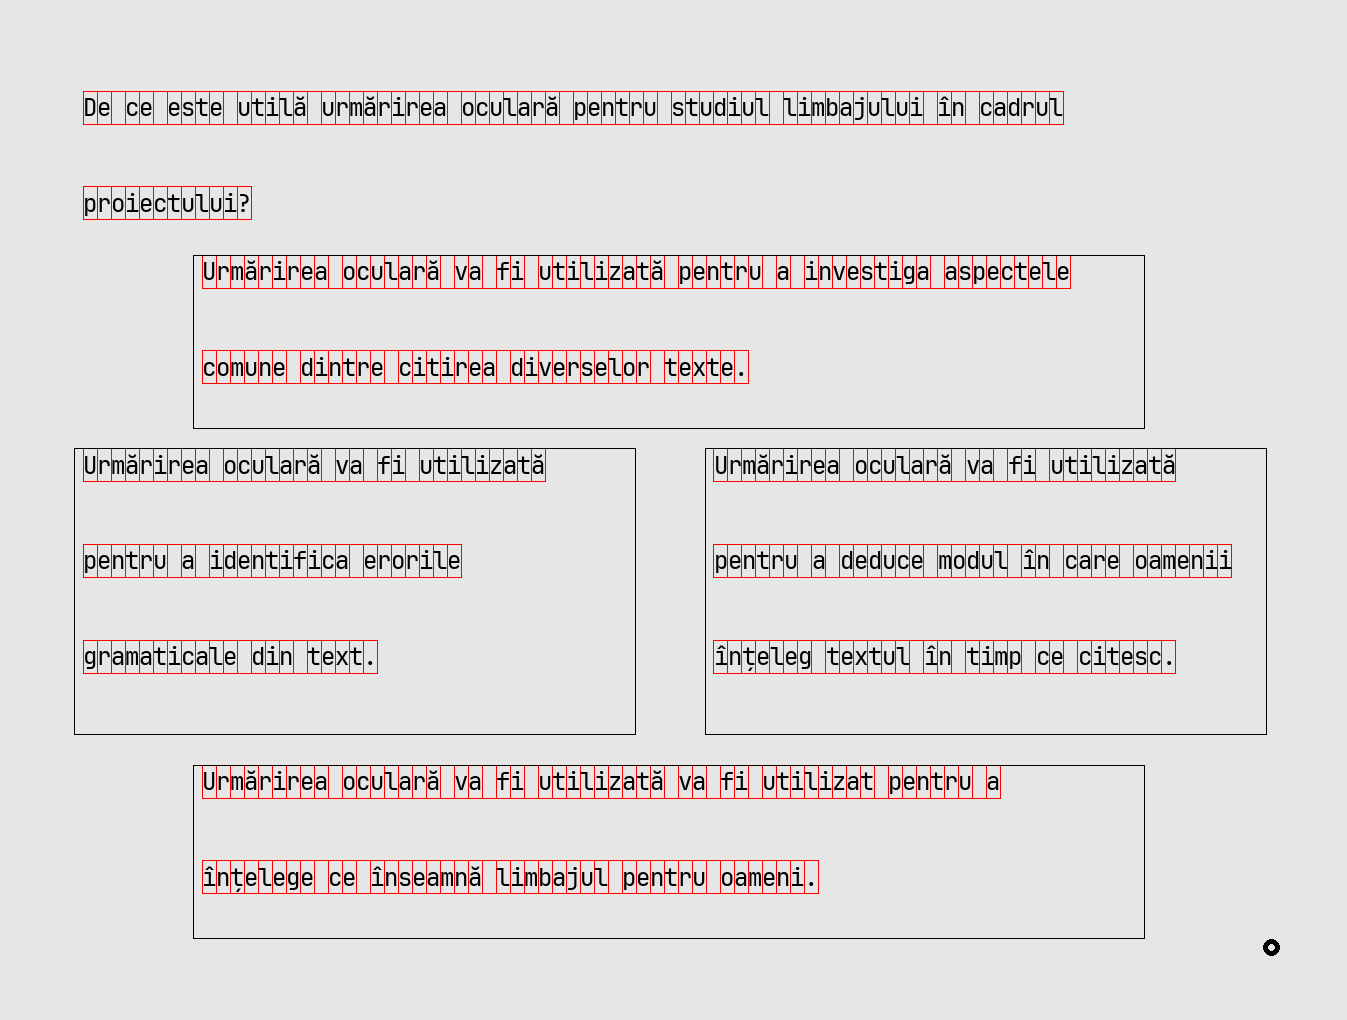 De ce este utilă urmărirea oculară pentru studiul limbajului în cadrul
proiectului?
Urmărirea oculară va fi utilizată pentru a investiga aspectele
comune dintre citirea diverselor texte.
Urmărirea oculară va fi utilizată
pentru a identifica erorile
gramaticale din text.
Urmărirea oculară va fi utilizată
pentru a deduce modul în care oamenii
înțeleg textul în timp ce citesc.
Urmărirea oculară va fi utilizată va fi utilizat pentru a
înțelege ce înseamnă limbajul pentru oameni.